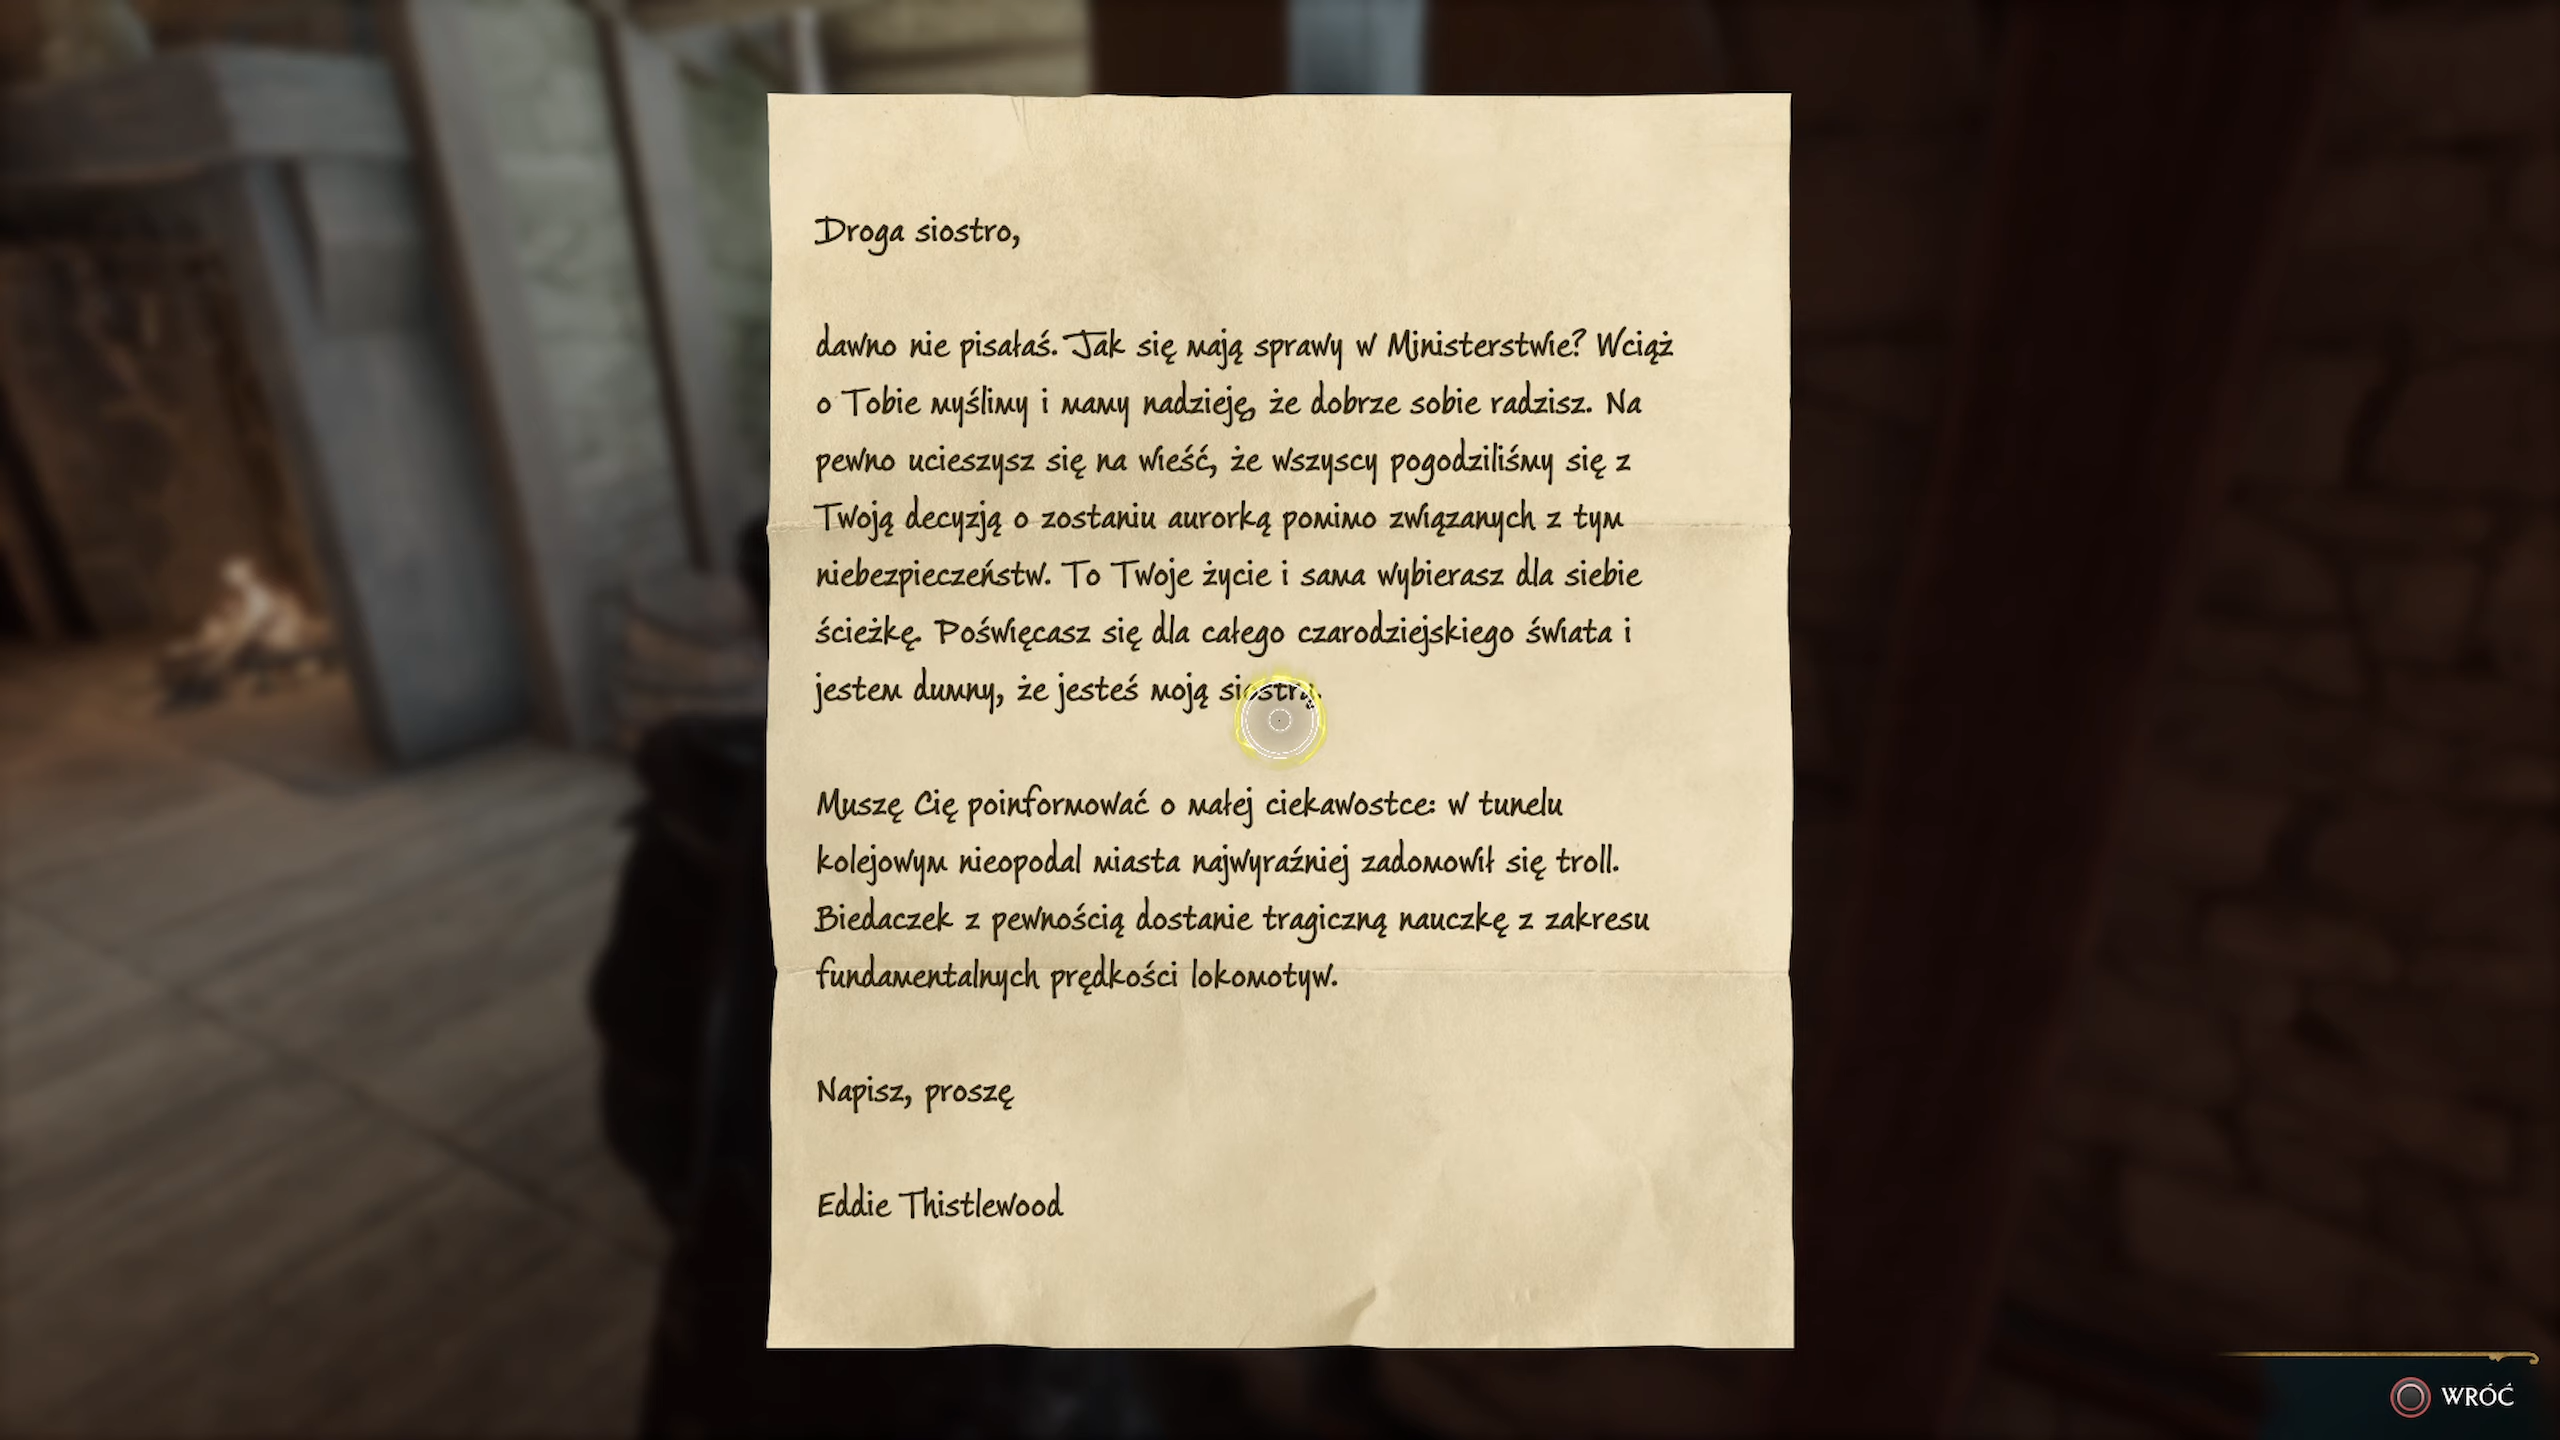 Droga siostro,
dawno nie pisałaś. Jak się mają sprawy w Ministerstwie? Wciąż
o Tobie myślimy i mamy nadzieję, że dobrze sobie radzisz. Na
pewno ucieszysz się na wieść, że wszyscy pogodziliśmy się z
Twoją decyzją o zostaniu aurorką pomimo związanych z tym
niebezpieczeństw. To Twoje życie i sama wybierasz dla siebie
ścieżkę. Poświęcasz się dla całego czarodziejskiego świata i
jestem dumny, że jesteś moją siostrą.
Muszę Cię poinformować o małej ciekawostce: w tunelu
kolejowym nieopodal miasta najwyraźniej zadomowił się troll.
Biedaczek z pewnością dostanie tragiczną nauczkę z zakresu
fundamentalnych prędkości lokomotyw.
Napisz, proszę
Eddie Thistlewood
WRÓĆ